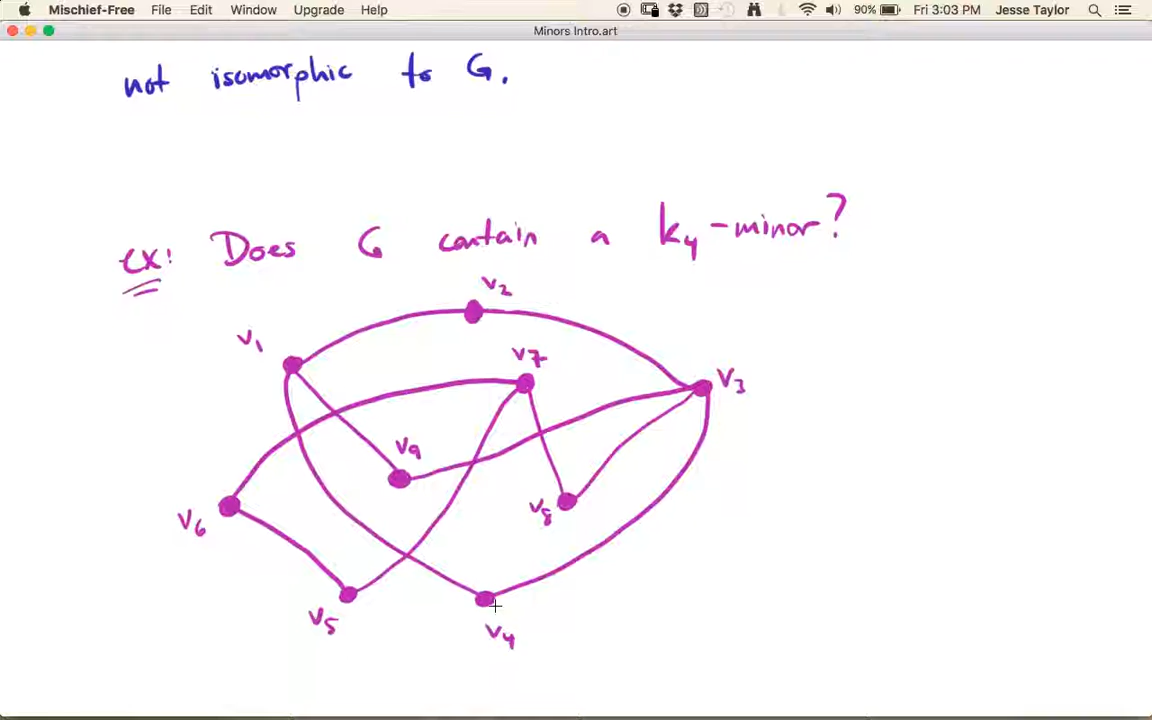 Mischief-Free File Edit Window Upgrade Help 90% Fri 3:03 PM Jesse Taylor
Minors Intro.art
not isomorphic to G.
ex: Does G contain a K4-minor?
v2
v1
v7
v3
v9
v8
v6
v5
v4